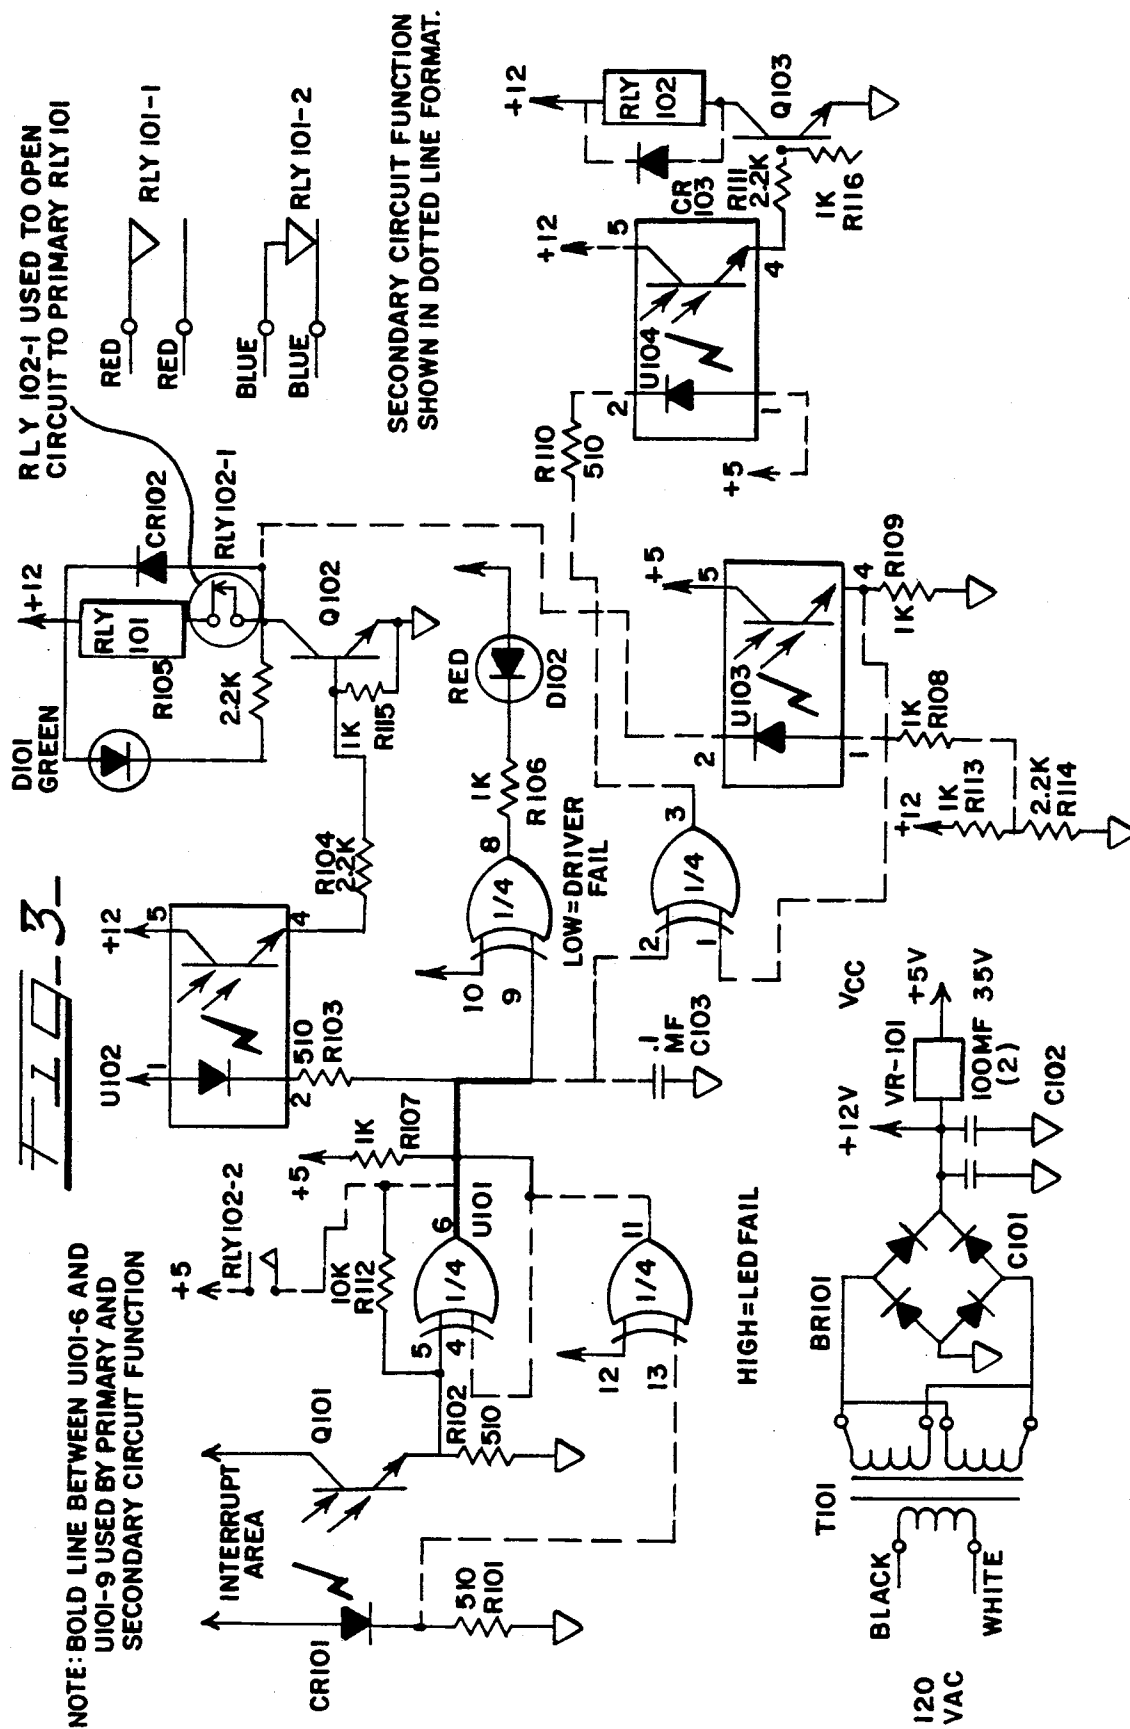 FIG-3
NOTE: BOLD LINE BETWEEN U101-6 AND
U101-9 USED BY PRIMARY AND
SECONDARY CIRCUIT FUNCTION
RLY 102-1 USED TO OPEN
CIRCUIT TO PRIMARY RLY 101
RED
RED
RLY 101-1
BLUE
BLUE
RLY 101-2
SECONDARY CIRCUIT FUNCTION
SHOWN IN DOTTED LINE FORMAT.
D101
GREEN
+12
RLY
101
CR102
R105
2.2K
RLY102-1
Q102
1K
R115
R104
2.2K
U102
+12
1
5
2
4
510
R103
+5
RLY102-2
10K
R112
+5
1K
R107
5
4
1/4
6
U101
INTERRUPT
AREA
Q101
R102
510
CR101
510
R101
12
13
1/4
11
HIGH=LED FAIL
10
9
1/4
8
1K
R106
RED
D102
LOW=DRIVER
FAIL
.1
MF
C103
2
1
1/4
3
R110
510
2
U104
5
1
4
+5
+12
CR
103
R111
2.2K
1K
R116
+12
RLY
102
Q103
2
U103
5
1
4
+5
1K
R109
1K
R108
+12
1K
R113
2.2K
R114
120
VAC
BLACK
WHITE
T101
BR101
C101
+12V
VR-101
VCC
+5V
100MF 35V
(2)
C102